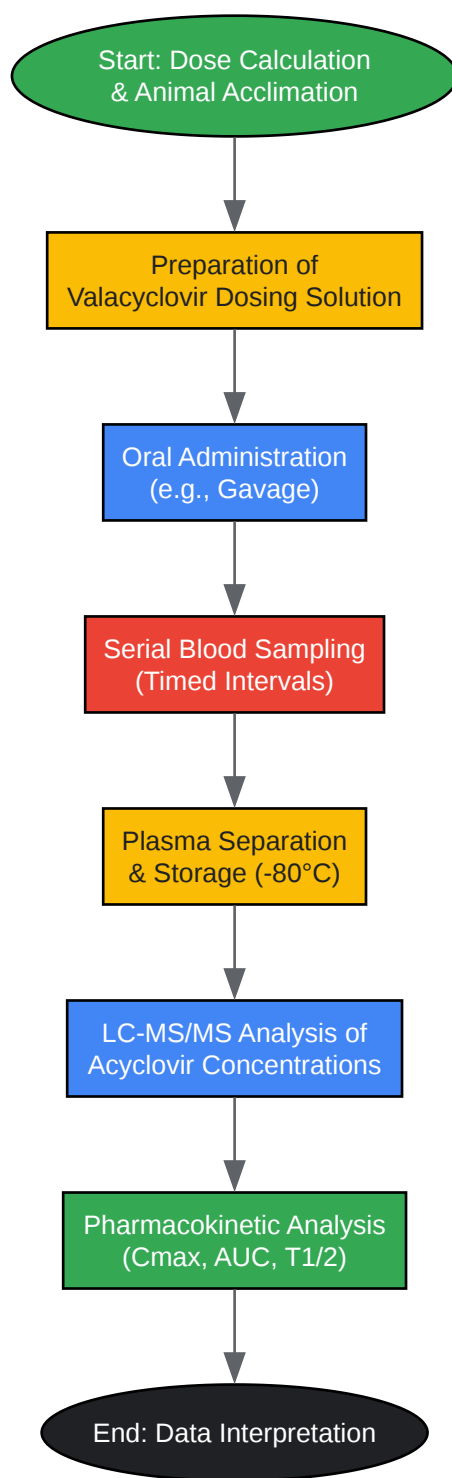 Start: Dose Calculation
& Animal Acclimation
Preparation of
Valacyclovir Dosing Solution
Oral Administration
(e.g., Gavage)
Serial Blood Sampling
(Timed Intervals)
Plasma Separation
& Storage (-80°C)
LC-MS/MS Analysis of
Acyclovir Concentrations
Pharmacokinetic Analysis
(Cmax, AUC, T1/2)
End: Data Interpretation